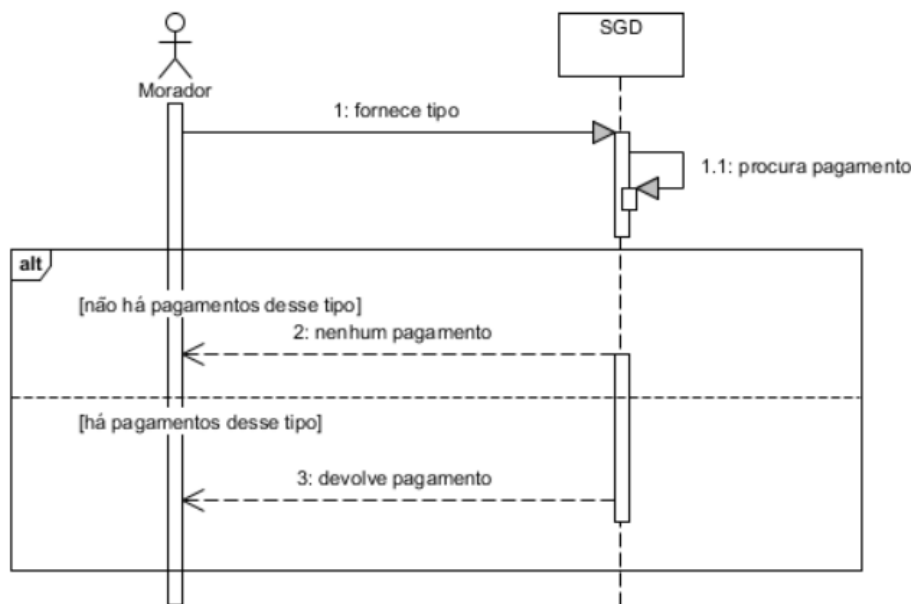 SGD
Morador
1: fornece tipo
1.1: procura pagamento
alt
[não há pagamentos desse tipo]
2: nenhum pagamento
[há pagamentos desse tipo]
3: devolve pagamento